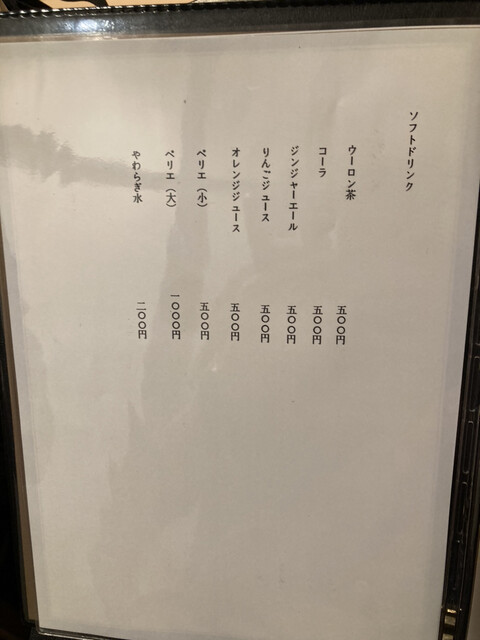 ソフトドリンク
ウーロン茶 五〇〇円
コーラ 五〇〇円
ジンジャーエール 五〇〇円
りんごジュース 五〇〇円
オレンジジュース 五〇〇円
ペリエ（小） 五〇〇円
ペリエ（大） 一〇〇〇円
やわらぎ水 二〇〇円